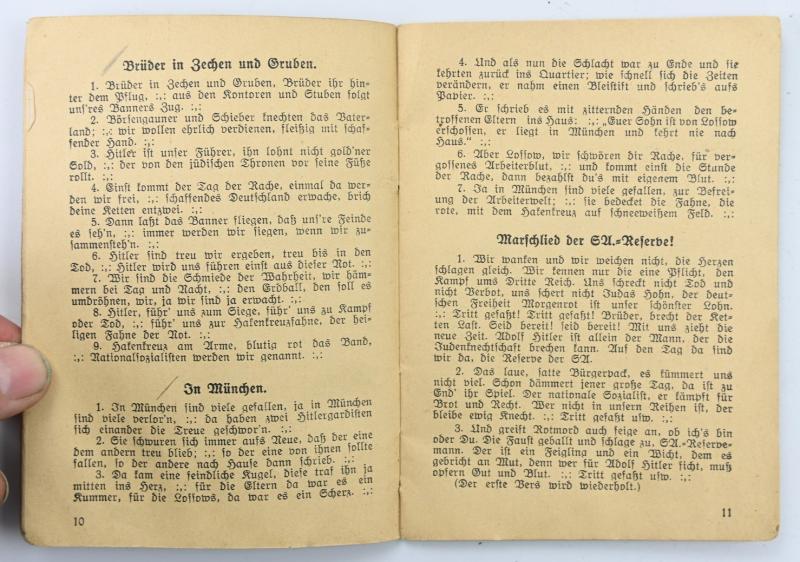 Brüder in Zechen und Gruben.
1. Brüder in Zechen und Gruben, Brüder ihr hin-
ter dem Pflug, :,: aus den Kontoren und Stuben folgt
uns'res Banners Zug. :,:
2. Börsengauner und Schieber knechten das Vater-
land; :,: wir wollen ehrlich verdienen, fleißig mit schaf-
fender Hand. :,:
3. Hitler ist unser Führer, ihn lohnt nicht gold'ner
Sold, :,: der von den jüdischen Thronen vor seine Füße
rollt. :,:
4. Einst kommt der Tag der Rache, einmal da wer-
den wir frei, :,: schaffendes Deutschland erwache, brich
deine Ketten entzwei. :,:
5. Dann laßt das Banner fliegen, daß uns're Feinde
es seh'n, :,: immer werden wir siegen, wenn wir zu-
sammensteh'n. :,:
6. Hitler sind treu wir ergeben, treu bis in den
Tod, :,: Hitler wird uns führen einst aus dieser Not. :,:
7. Wir sind die Schmiede der Wahrheit, wir häm-
mern bei Tag und Nacht, :,: den Erdball, den soll es
umdröhnen, wir, ja wir sind ja erwacht. :,:
8. Hitler, führ' uns zum Siege, führ' uns zu Kampf
oder Tod, :,: führ' uns zur Hakenkreuzfahne, der hei-
ligen Fahne der Not. :,:
9. Hakenkreuz am Arme, blutig rot das Band,
:,: Nationalsozialisten werden wir genannt. :,:
In München.
1. In München sind viele gefallen, ja in München
sind viele verlor'n, :,: da haben zwei Hitlergardisten
sich einander die Treue geschwor'n. :,:
2. Sie schwuren sich immer aufs Neue, daß der eine
dem andern treu blieb; :,: so der eine von ihnen sollte
fallen, so der andere nach Hause dann schrieb. :,:
3. Da kam eine feindliche Kugel, diese traf ihn ja
mitten ins Herz, :,: für die Eltern da war es ein
Kummer, für die Lossows, da war es ein Scherz. :,:
10
4. Und als nun die Schlacht war zu Ende und sie
kehrten zurück ins Quartier; wie schnell sich die Zeiten
verändern, er nahm einen Bleistift und schrieb's aufs
Papier. :,:
5. Er schrieb es mit zitternden Händen den be-
troffenen Eltern ins Haus: :,: „Euer Sohn ist von Lossow
erschossen, er liegt in München und kehrt nie nach
Haus." :,:
6. Aber Lossow, wir schwören dir Rache, für ver-
gossenes Arbeiterblut, :,: und kommt einst die Stunde
der Rache, dann bezahlst du's mit eigenem Blut. :,:
7. Ja in München sind viele gefallen, zur Befrei-
ung der Arbeiterwelt; :,: sie bedecket die Fahne, die
rote, mit dem Hakenkreuz auf schneeweißem Feld. :,:
Marschlied der SA.-Reserve!
1. Wir wanken und wir weichen nicht, die Herzen
schlagen gleich. Wir kennen nur die eine Pflicht, den
Kampf ums Dritte Reich. Uns schreckt nicht Tod und
nicht Verbot, uns schert nicht Judas Hohn, der deut-
schen Freiheit Morgenrot ist unser schönster Lohn.
:,: Tritt gefaßt! Tritt gefaßt! Brüder, brecht der Ket-
ten Last. Seid bereit! seid bereit! Mit uns zieht die
neue Zeit. Adolf Hitler ist allein der Mann, der die
Judenknechtschaft brechen kann. Auf den Tag da sind
wir da, die Reserve der SA.
2. Das laue, satte Bürgerpack, es kümmert uns
nicht viel. Schon dämmert jener große Tag, da ist zu
End' ihr Spiel. Der nationale Sozialist, er kämpft für
Brot und Recht. Wer nicht in unsern Reihen ist, der
bleibe ewig Knecht. :,: Tritt gefaßt usw. :,:
3. Und greift Rotmord auch feige an, ob ich's bin
oder Du. Die Faust geballt und schlage zu, SA.-Reserve-
mann. Der ist ein Feigling und ein Wicht, dem es
gebricht an Mut, denn wer für Adolf Hitler ficht, muß
opfern Gut und Blut. :,: Tritt gefaßt usw. :,:
(Der erste Vers wird wiederholt.)
11